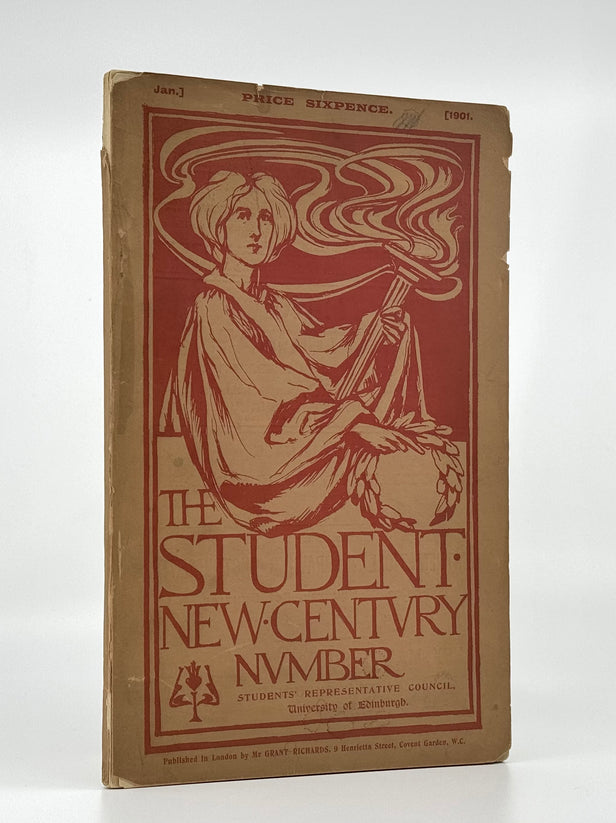 Jan.]
PRICE SIXPENCE.
[1901.
THE
STUDENT·
NEW·CENTVRY
NVMBER
STUDENTS' REPRESENTATIVE COUNCIL,
University of Edinburgh.
Published in London by Mr GRANT RICHARDS, 9 Henrietta Street, Covent Garden, W.C.